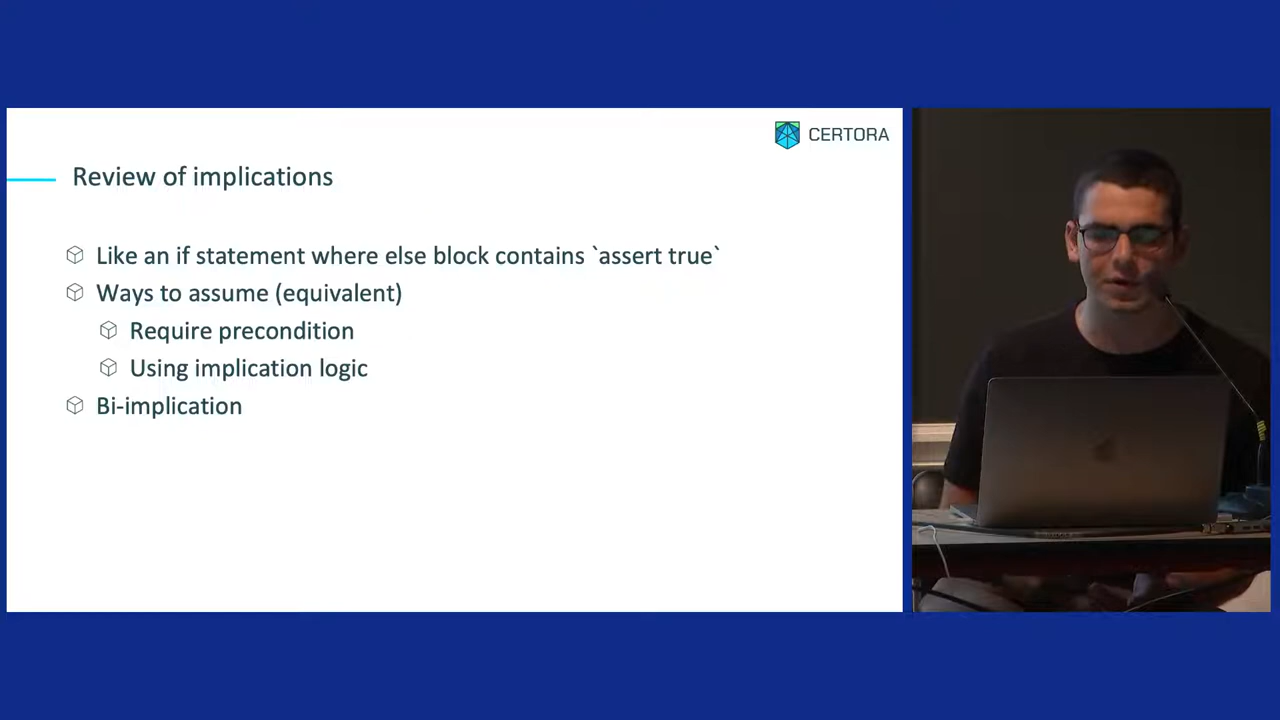 CERTORA
Review of implications
Like an if statement where else block contains `assert true`
Ways to assume (equivalent)
Require precondition
Using implication logic
Bi-implication